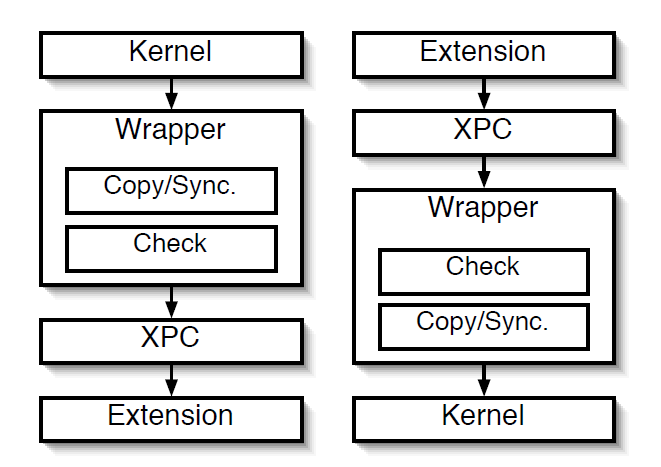 Kernel
Wrapper
Copy/Sync.
Check
XPC
Extension
Extension
XPC
Wrapper
Check
Copy/Sync.
Kernel